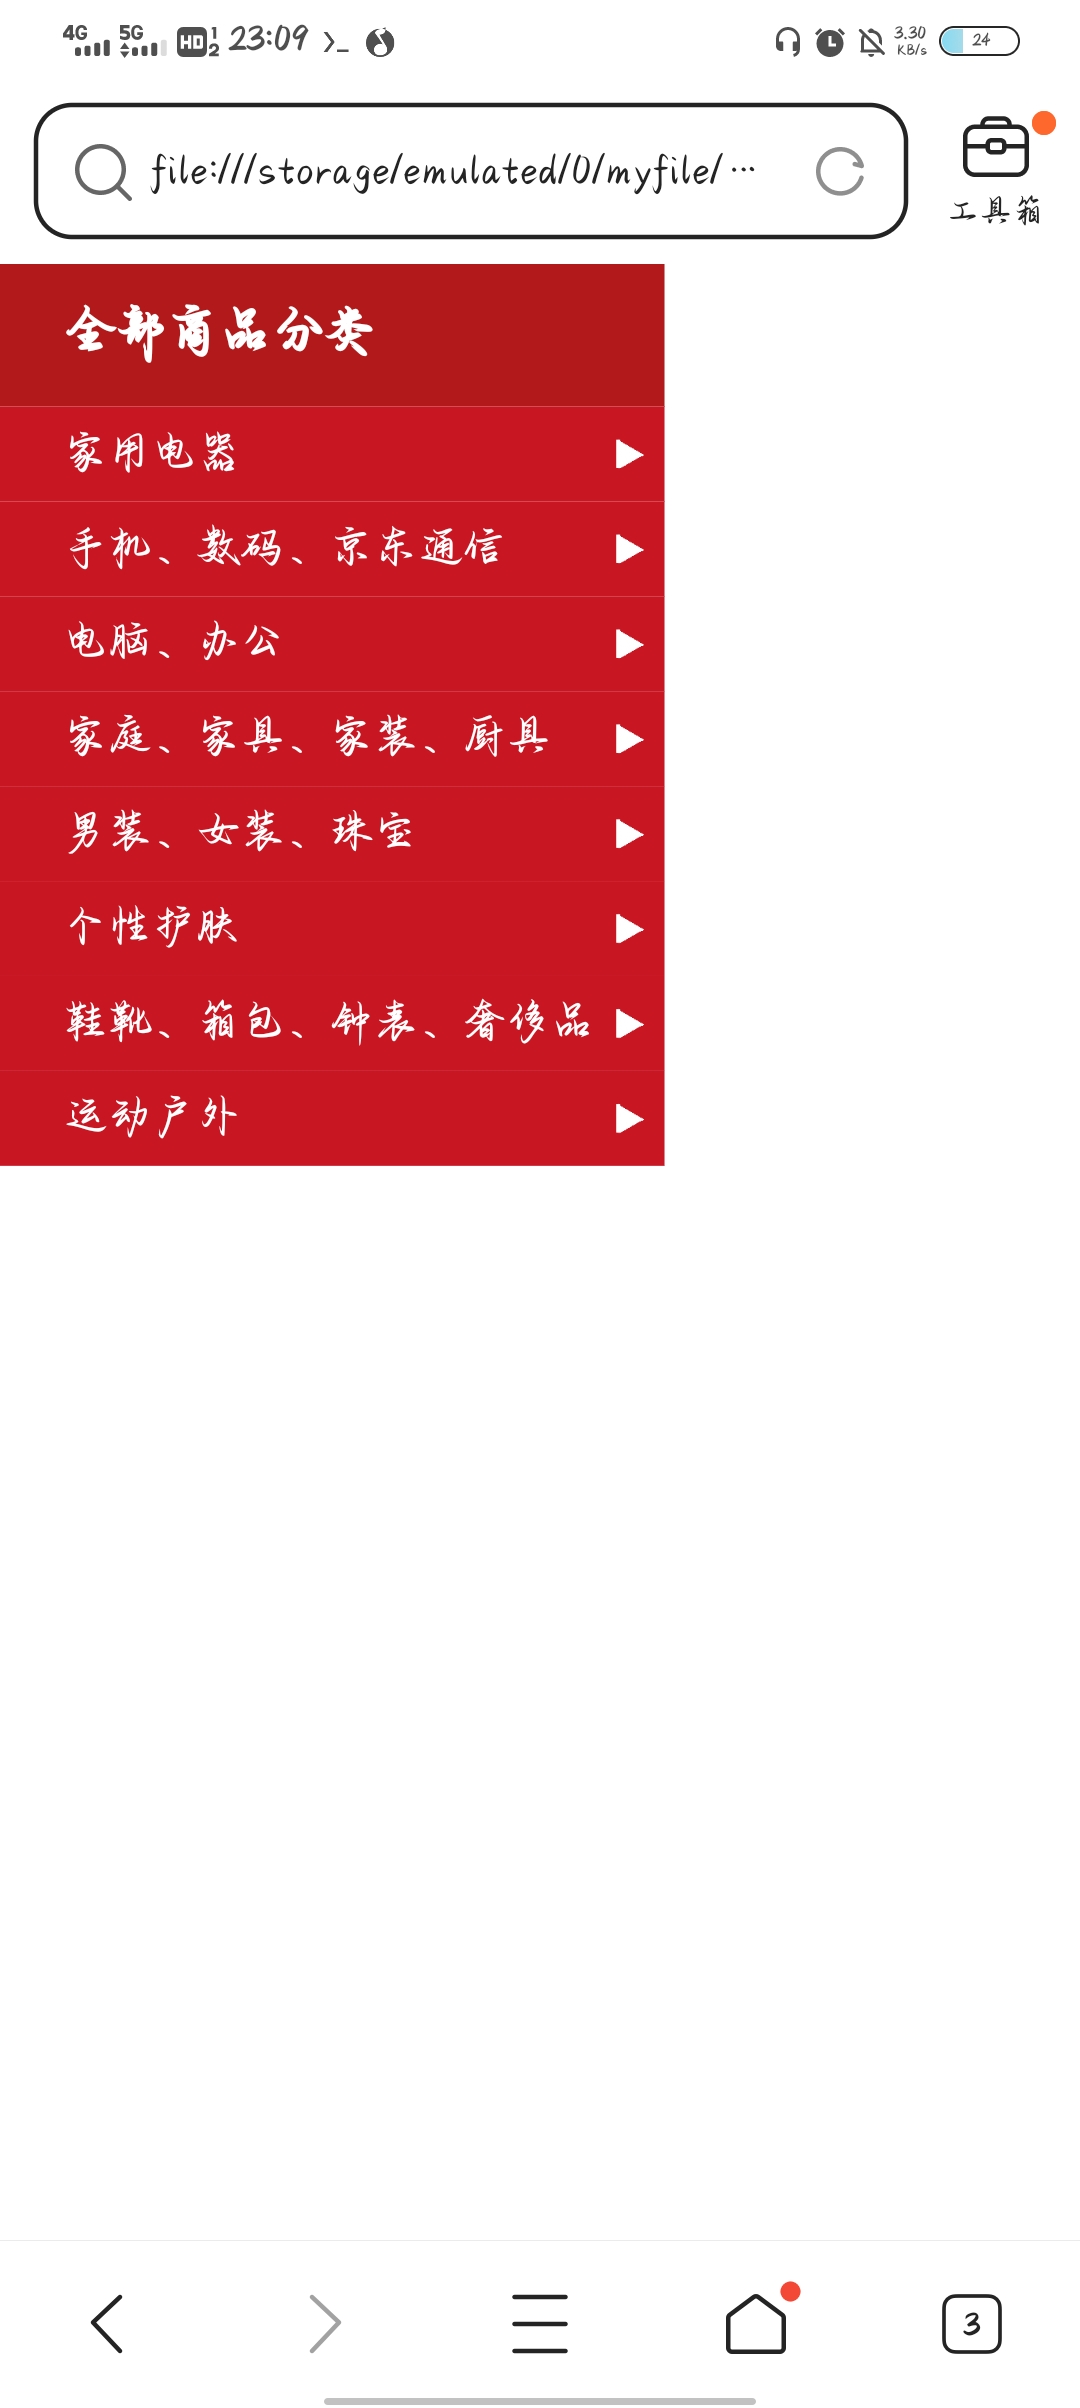 4G 5G HD 1 2 23:09 3.30 KB/s 24
file:///storage/emulated/0/myfile/…
工具箱
全部商品分类
家用电器
手机、数码、京东通信
电脑、办公
家庭、家具、家装、厨具
男装、女装、珠宝
个性护肤
鞋靴、箱包、钟表、奢侈品
运动户外
3